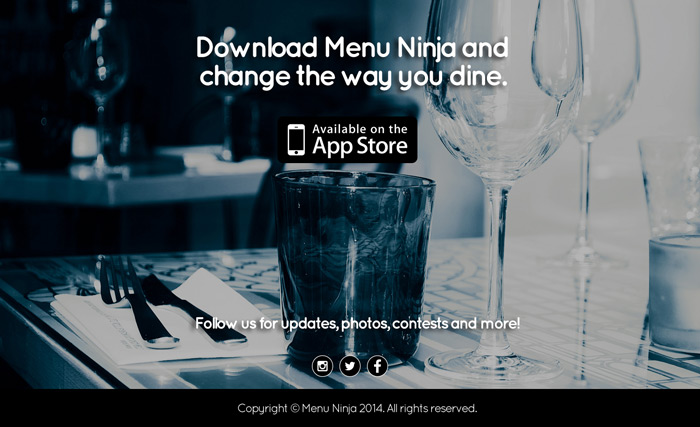 Download Menu Ninja and
change the way you dine.
Available on the
App Store
Follow us for updates, photos, contests and more!
Copyright © Menu Ninja 2014. All rights reserved.